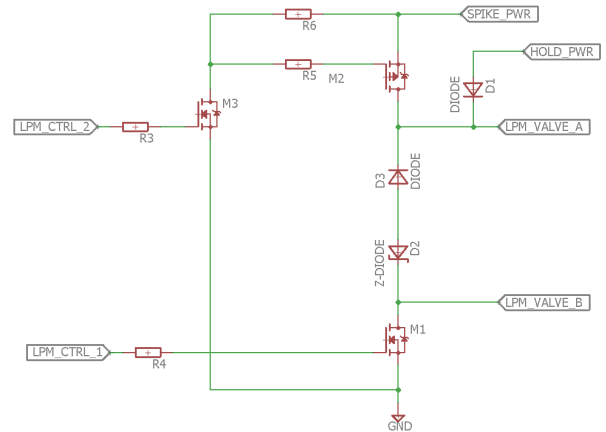 SPIKE_PWR
R6
HOLD_PWR
R5
M2
DIODE
D1
M3
LPM_CTRL_2
R3
LPM_VALVE_A
D3
DIODE
Z-DIODE
D2
LPM_VALVE_B
M1
LPM_CTRL_1
R4
GND